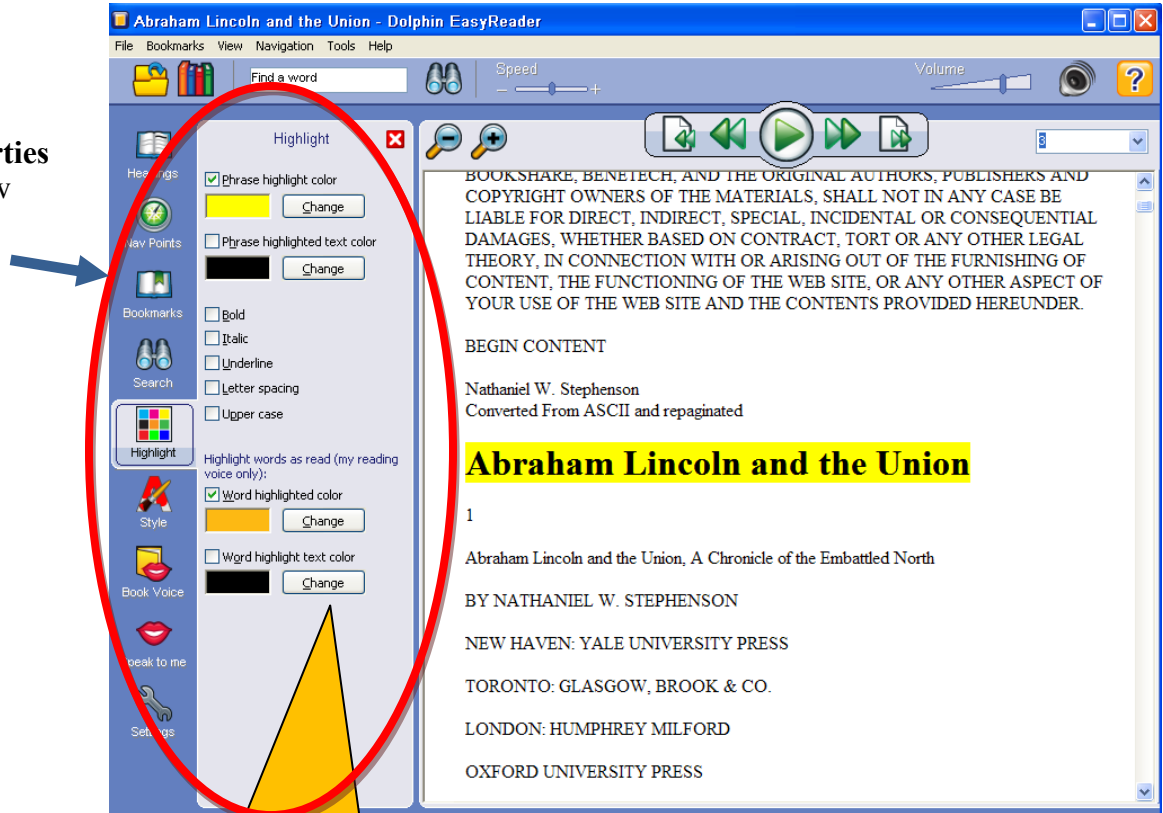 Abraham Lincoln and the Union - Dolphin EasyReader
File Bookmarks View Navigation Tools Help
Find a word
Speed
- +
Volume
?
Headings
Nav Points
Bookmarks
Search
Highlight
Style
Book Voice
peak to me
Settings
Highlight
Phrase highlight color
Change
Phrase highlighted text color
Change
Bold
Italic
Underline
Letter spacing
Upper case
Highlight words as read (my reading
voice only):
Word highlighted color
Change
Word highlight text color
Change
3
BOOKSHARE, BENETECH, AND THE ORIGINAL AUTHORS, PUBLISHERS AND
COPYRIGHT OWNERS OF THE MATERIALS, SHALL NOT IN ANY CASE BE
LIABLE FOR DIRECT, INDIRECT, SPECIAL, INCIDENTAL OR CONSEQUENTIAL
DAMAGES, WHETHER BASED ON CONTRACT, TORT OR ANY OTHER LEGAL
THEORY, IN CONNECTION WITH OR ARISING OUT OF THE FURNISHING OF
CONTENT, THE FUNCTIONING OF THE WEB SITE, OR ANY OTHER ASPECT OF
YOUR USE OF THE WEB SITE AND THE CONTENTS PROVIDED HEREUNDER.
BEGIN CONTENT
Nathaniel W. Stephenson
Converted From ASCII and repaginated
Abraham Lincoln and the Union
1
Abraham Lincoln and the Union, A Chronicle of the Embattled North
BY NATHANIEL W. STEPHENSON
NEW HAVEN: YALE UNIVERSITY PRESS
TORONTO: GLASGOW, BROOK & CO.
LONDON: HUMPHREY MILFORD
OXFORD UNIVERSITY PRESS